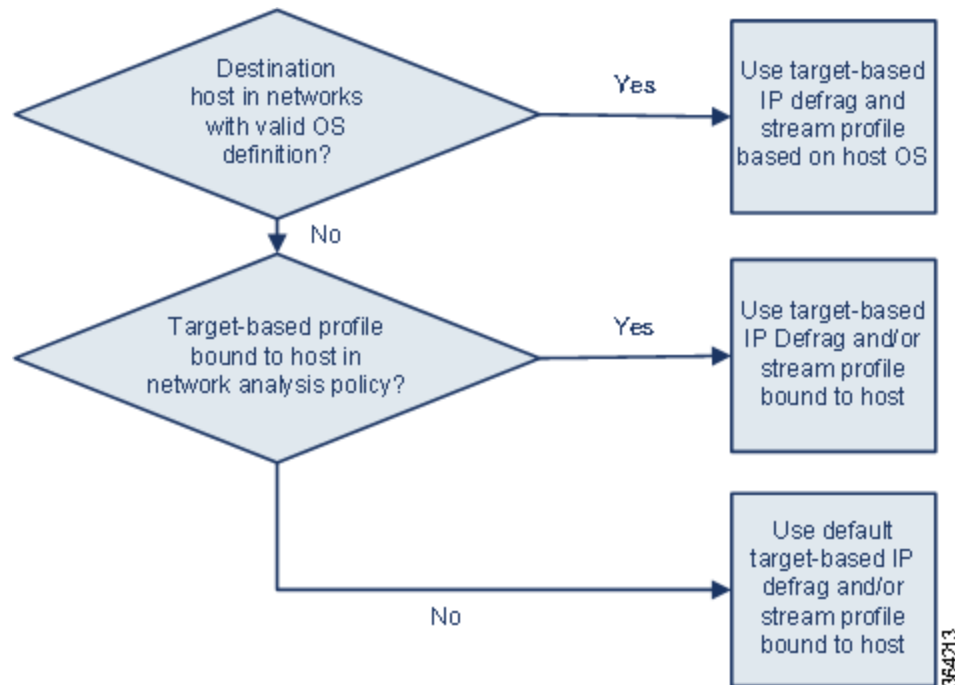 Destination
host in networks
with valid OS
definition?
Yes
Use target-based
IP defrag and
stream profile
based on host OS
No
Target-based profile
bound to host in
network analysis policy?
Yes
Use target-based
IP Defrag and/or
stream profile
bound to host
No
Use default
target-based IP
defrag and/or
stream profile
bound to host
364213